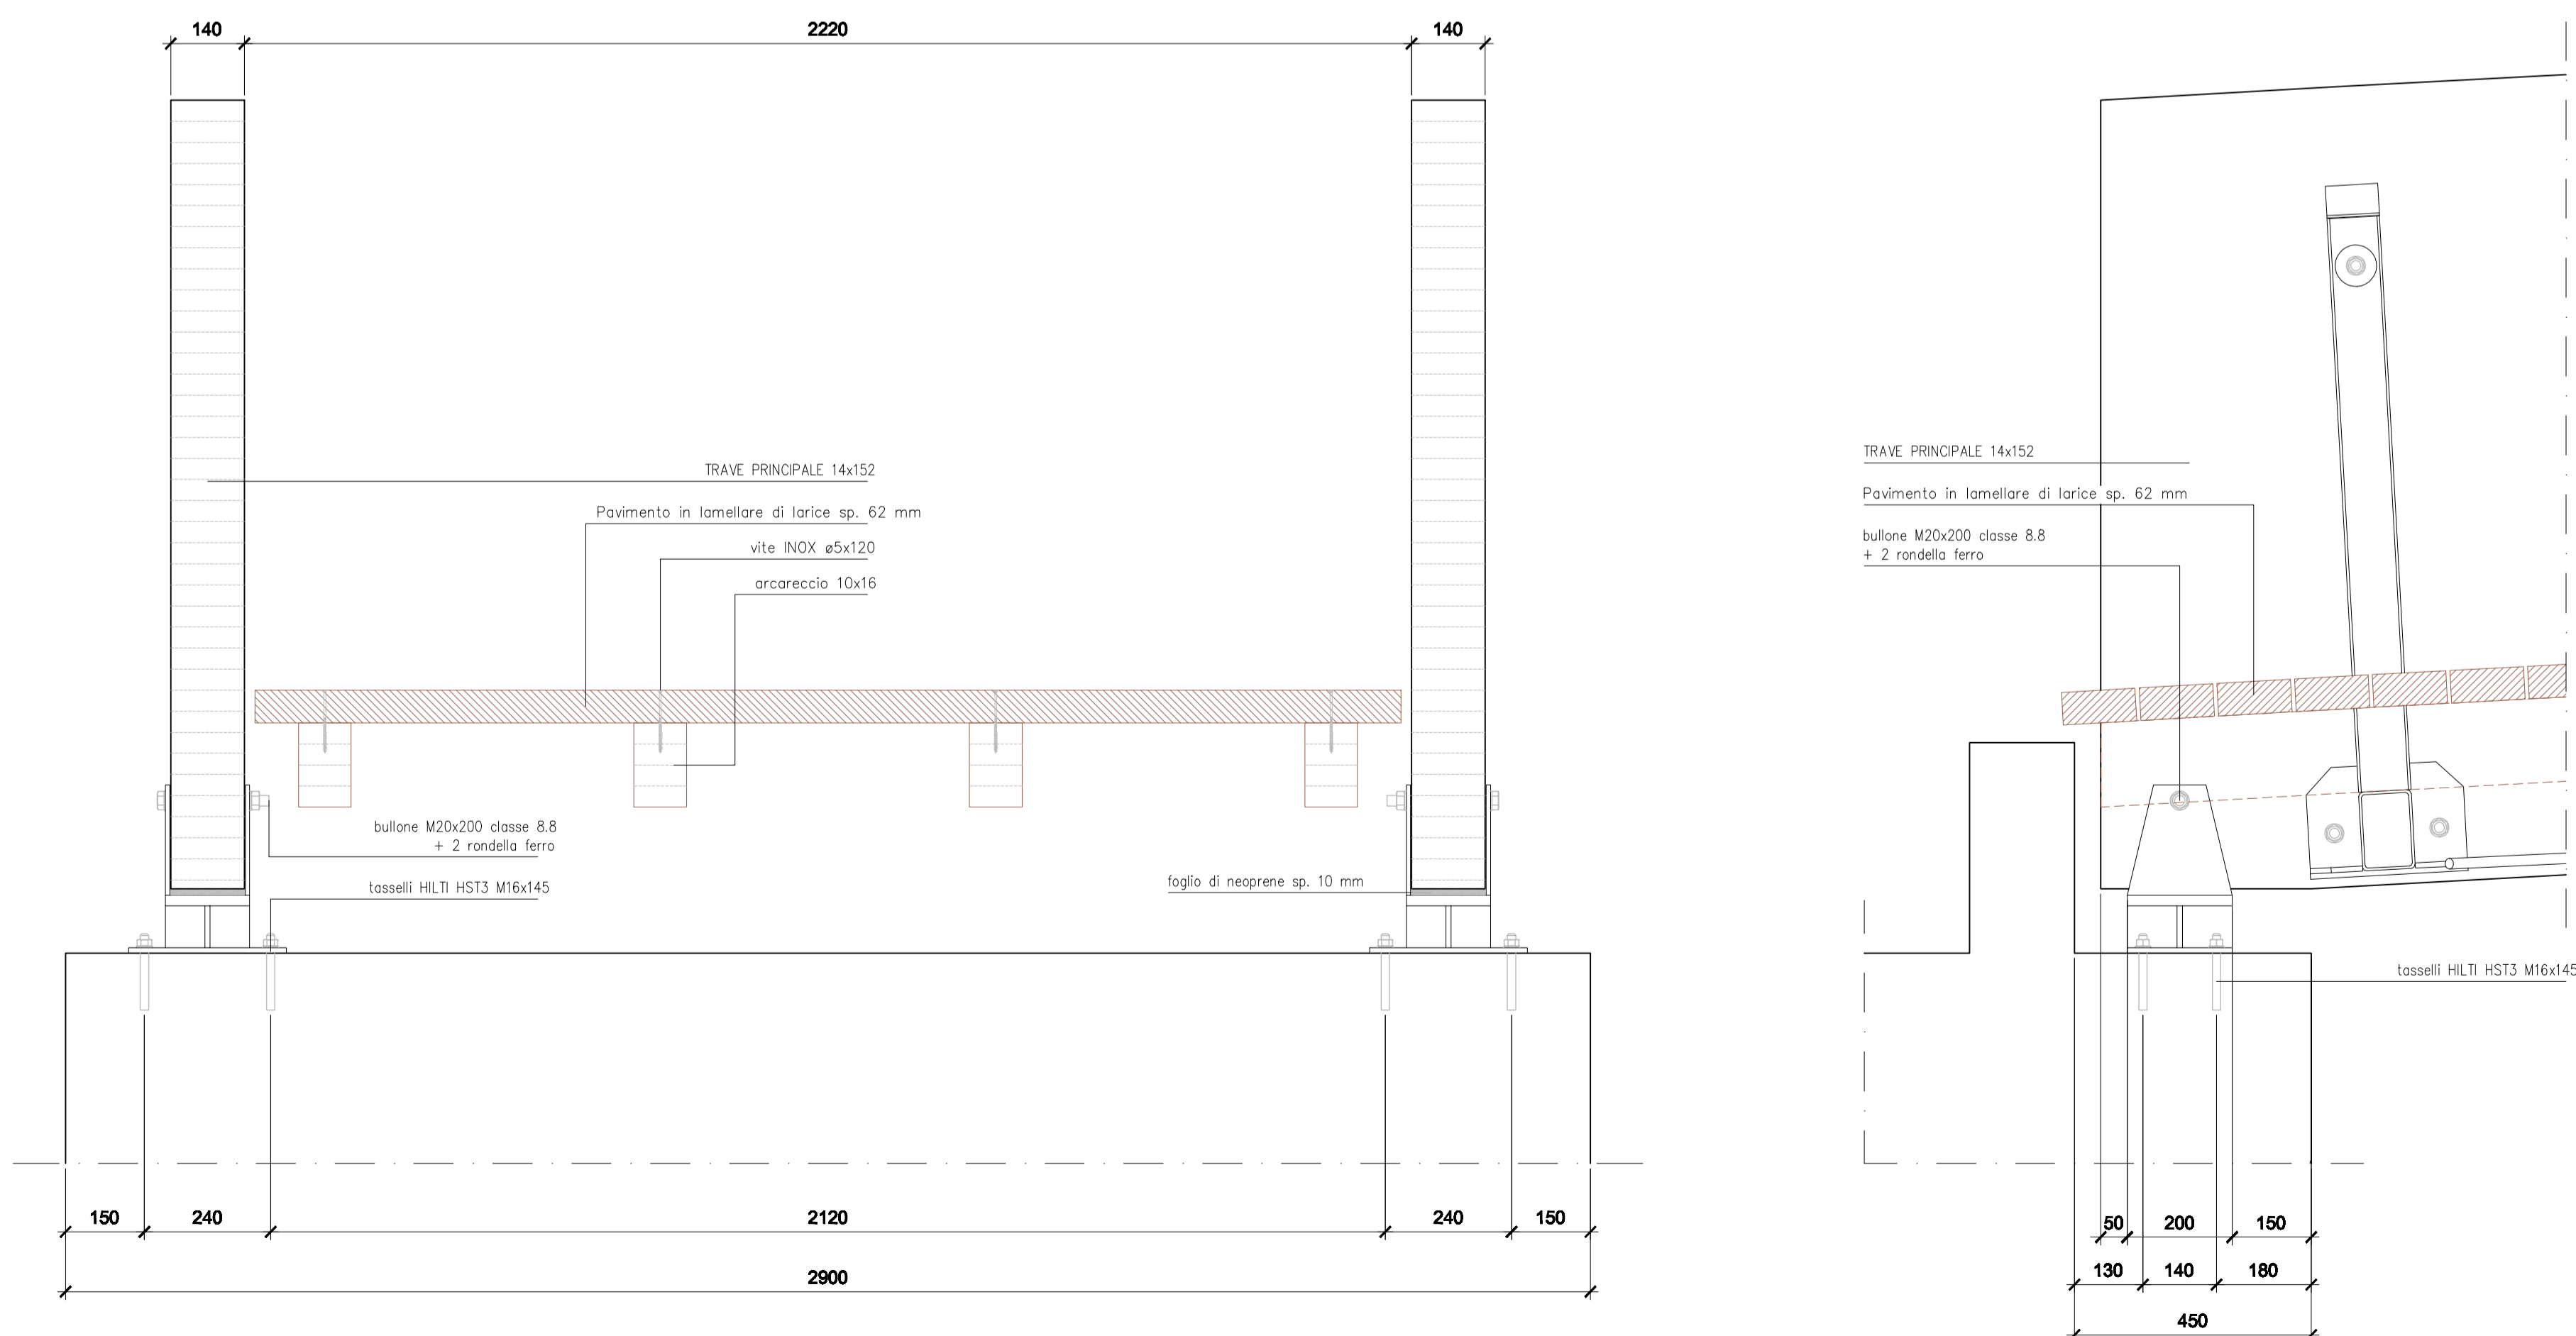 140
2220
140
TRAVE PRINCIPALE 14x152
Pavimento in lamellare di larice sp. 62 mm
vite INOX ø5x120
arcareccio 10x16
bullone M20x200 classe 8.8
+ 2 rondella ferro
tasselli HILTI HST3 M16x145
foglio di neoprene sp. 10 mm
150
240
2120
240
150
2900
TRAVE PRINCIPALE 14x152
Pavimento in lamellare di larice sp. 62 mm
bullone M20x200 classe 8.8
+ 2 rondella ferro
tasselli HILTI HST3 M16x145
50
200
150
130
140
180
450